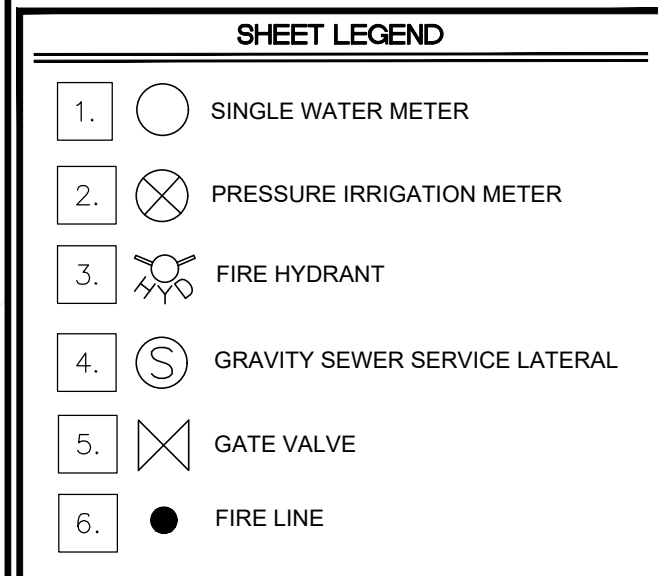 SHEET LEGEND
1. SINGLE WATER METER
2. PRESSURE IRRIGATION METER
3. HYD FIRE HYDRANT
4. S GRAVITY SEWER SERVICE LATERAL
5. GATE VALVE
6. FIRE LINE